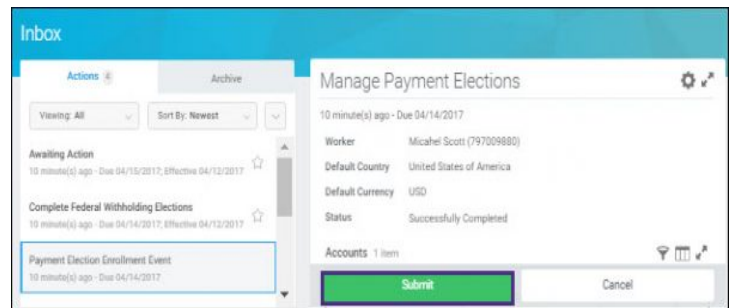 Inbox
Actions 4
Archive
Viewing: All
Sort By: Newest
Awaiting Action
10 minute(s) ago - Due 04/15/2017; Effective 04/12/2017
Complete Federal Withholding Elections
10 minute(s) ago - Due 04/14/2017; Effective 04/12/2017
Payment Election Enrollment Event
10 minute(s) ago - Due 04/14/2017
Manage Payment Elections
10 minute(s) ago - Due 04/14/2017
Worker Micahel Scott (797009880)
Default Country United States of America
Default Currency USD
Status Successfully Completed
Accounts 1 item
Submit
Cancel